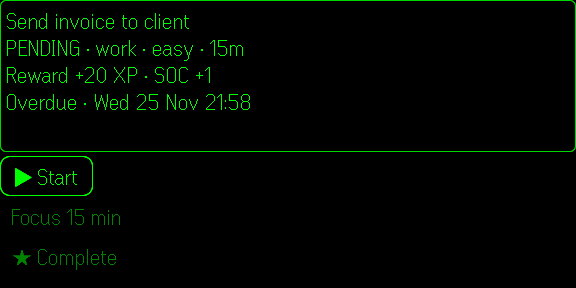 Send invoice to client
PENDING · work · easy · 15m
Reward +20 XP · SOC +1
Overdue · Wed 25 Nov 21:58
▶ Start
Focus 15 min
★ Complete